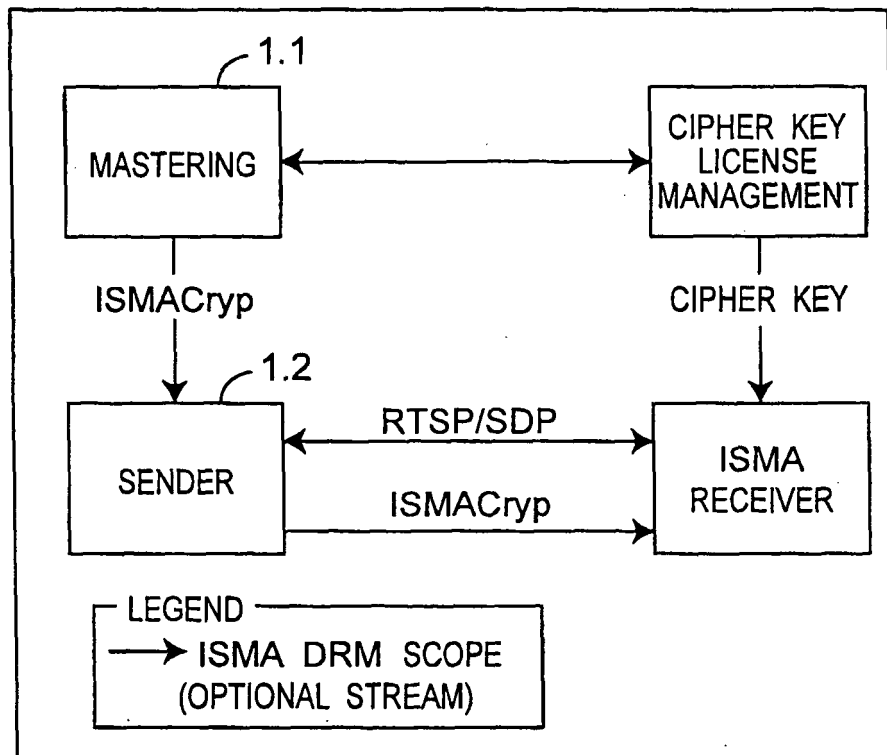 1.1
MASTERING
CIPHER KEY
LICENSE
MANAGEMENT
ISMACryp
CIPHER KEY
1.2
SENDER
RTSP/SDP
ISMACryp
ISMA
RECEIVER
LEGEND
ISMA DRM SCOPE
(OPTIONAL STREAM)